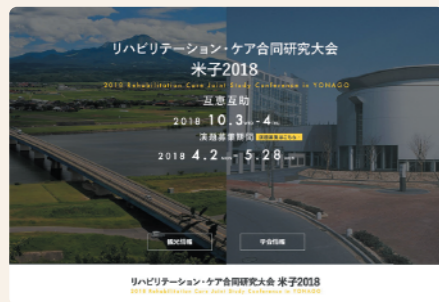 リハビリテーション・ケア合同研究大会
米子2018
2018 Rehabilitation Care Joint Study Conference in YONAGO
互恵互助
2018 10.3 - 4
演題募集期間
2018 4.2 - 5.28
観光情報
学会情報
リハビリテーション・ケア合同研究大会 米子2018
2018 Rehabilitation Care Joint Study Conference in YONAGO